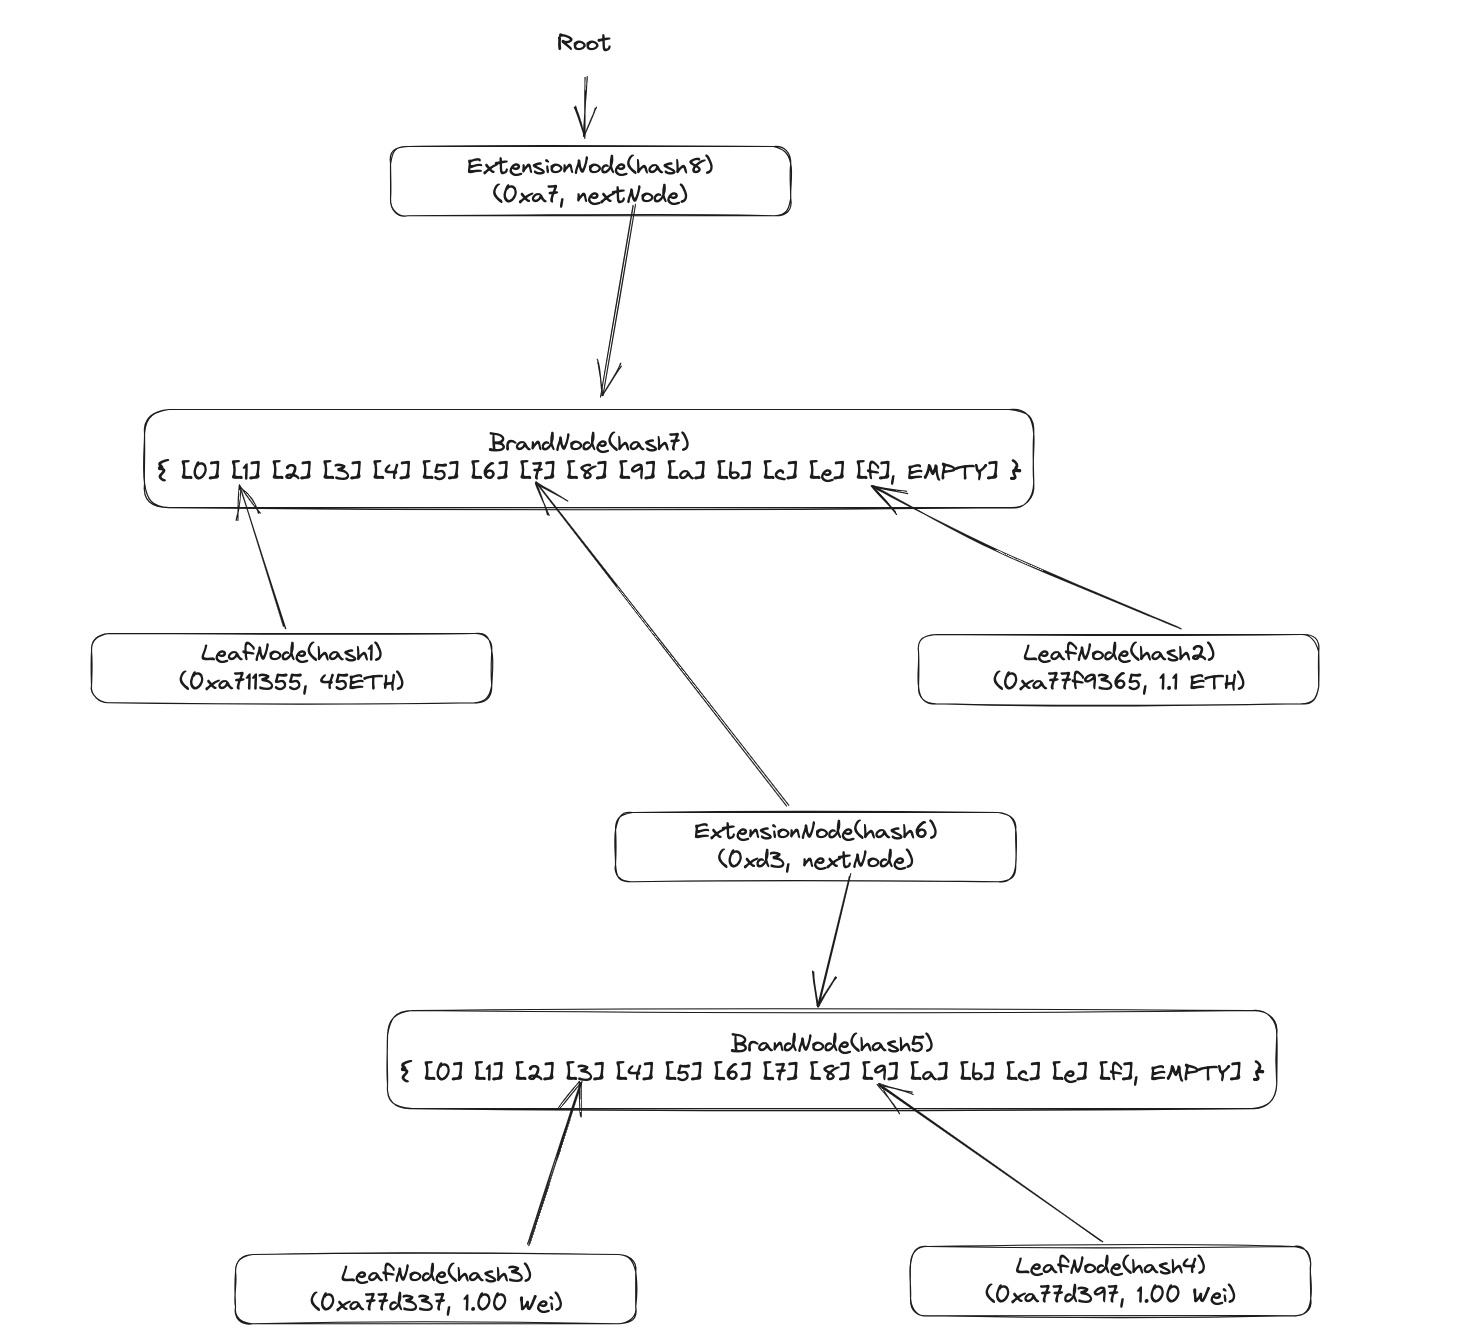 Root
ExtensionNode(hash8)
(0xa7, nextNode)
BrandNode(hash7)
{ [0] [1] [2] [3] [4] [5] [6] [7] [8] [9] [a] [b] [c] [e] [f], EMPTY] }
LeafNode(hash1)
(0xa711355, 45ETH)
LeafNode(hash2)
(0xa77f9365, 1.1 ETH)
ExtensionNode(hash6)
(0xd3, nextNode)
BrandNode(hash5)
{ [0] [1] [2] [3] [4] [5] [6] [7] [8] [9] [a] [b] [c] [e] [f], EMPTY] }
LeafNode(hash3)
(0xa77d337, 1.00 Wei)
LeafNode(hash4)
(0xa77d397, 1.00 Wei)